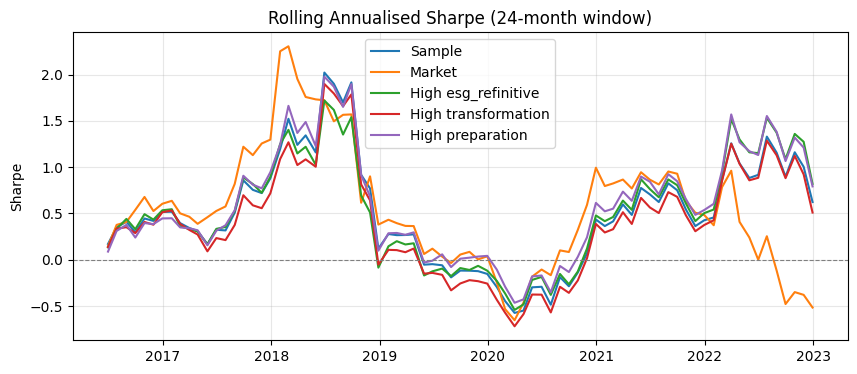 Rolling Annualised Sharpe (24-month window)
Sharpe
2.0
1.5
1.0
0.5
0.0
−0.5
Sample
Market
High esg_refinitive
High transformation
High preparation
2017
2018
2019
2020
2021
2022
2023